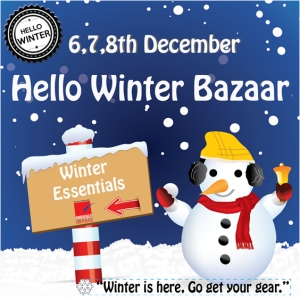 HELLO
WINTER
6,7,8th December
Hello Winter Bazaar
Winter
Essentials
"Winter is here, Go get your gear."